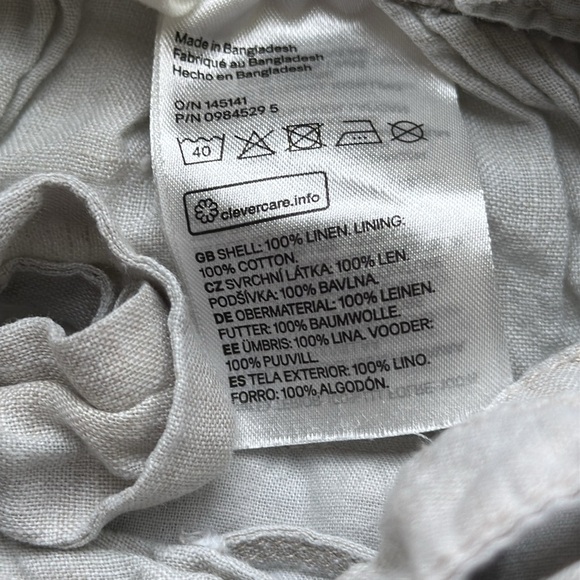 Made in Bangladesh
Fabriqué au Bangladesh
Hecho en Bangladesh
O/N 145141
P/N 0984529 5
40
clevercare.info
GB SHELL: 100% LINEN. LINING:
100% COTTON.
CZ SVRCHNÍ LÁTKA: 100% LEN.
PODŠÍVKA: 100% BAVLNA.
DE OBERMATERIAL: 100% LEINEN.
FUTTER: 100% BAUMWOLLE.
EE ÜMBRIS: 100% LINA. VOODER:
100% PUUVILL.
ES TELA EXTERIOR: 100% LINO.
FORRO: 100% ALGODÓN.